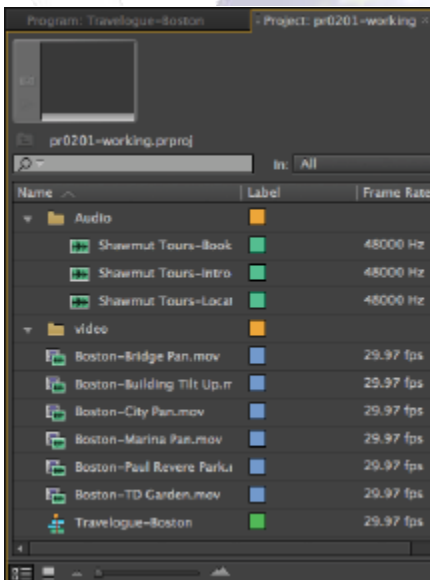 Program: Travelogue-Boston
Project: pr0201-working
pr0201-working.prproj
In: All
Name Label Frame Rate
Audio
Shawmut Tours-Book 48000 Hz
Shawmut Tours-Intro 48000 Hz
Shawmut Tours-Locat 48000 Hz
video
Boston-Bridge Pan.mov 29.97 fps
Boston-Building Tilt Up.m 29.97 fps
Boston-City Pan.mov 29.97 fps
Boston-Marina Pan.mov 29.97 fps
Boston-Paul Revere Park. 29.97 fps
Boston-TD Garden.mov 29.97 fps
Travelogue-Boston 29.97 fps